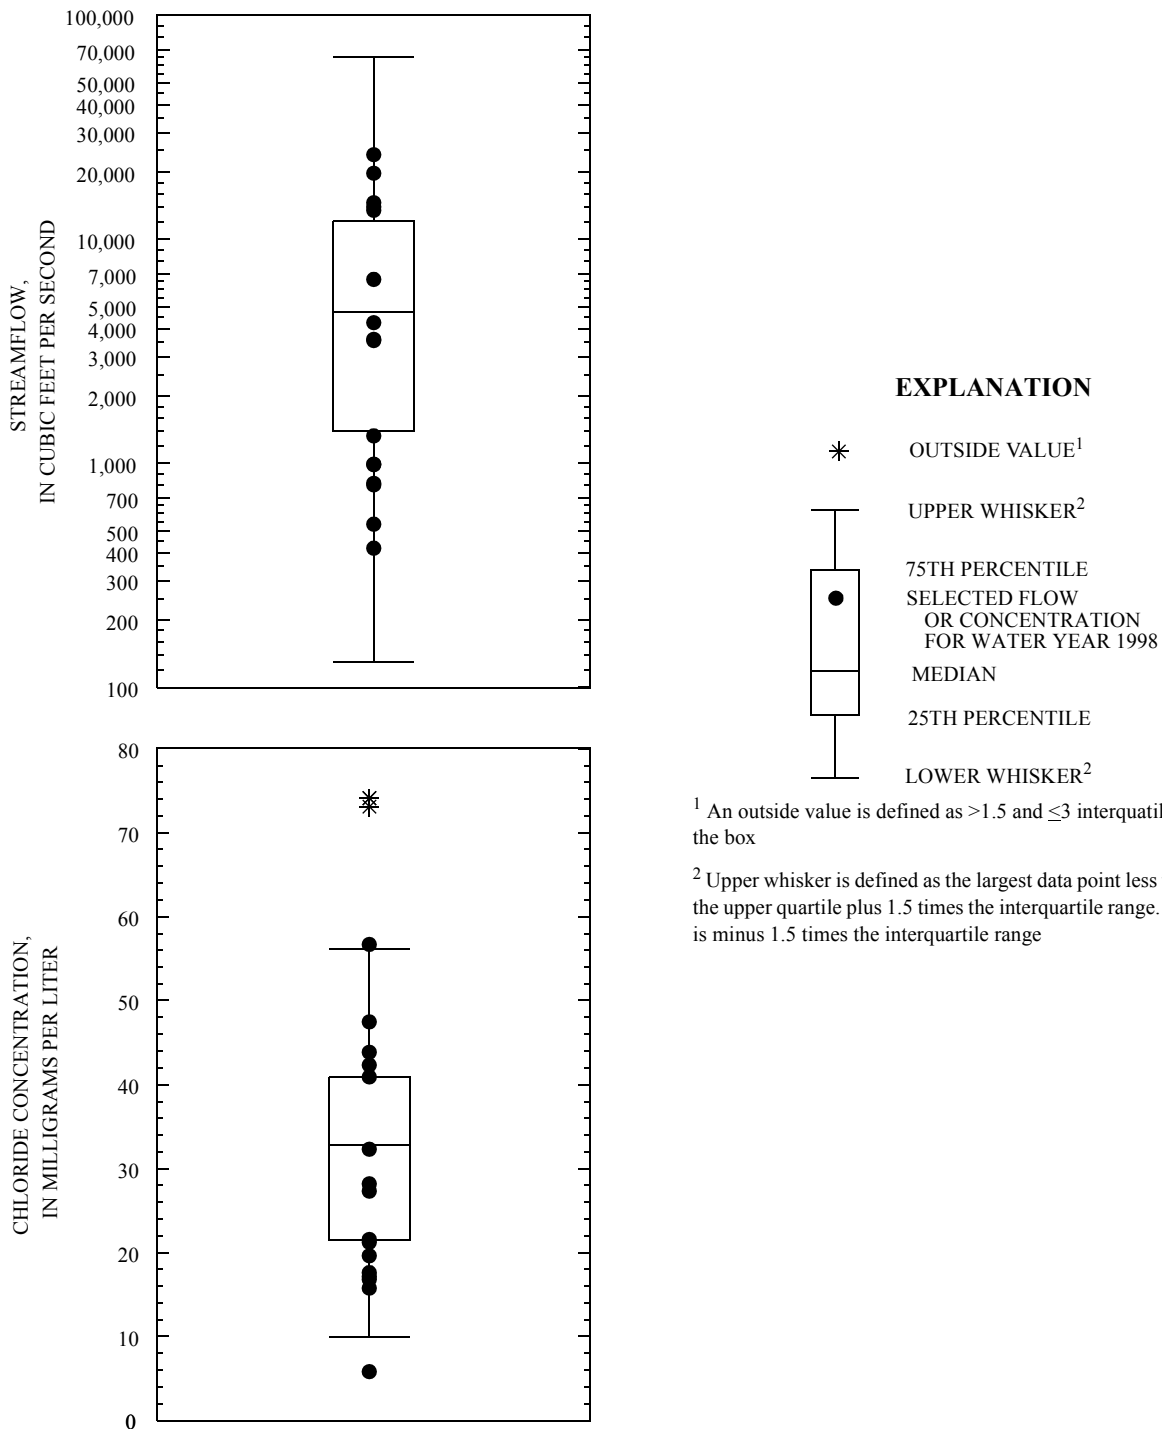 100,000
70,000
50,000
40,000
30,000
20,000
10,000
7,000
5,000
4,000
3,000
2,000
1,000
700
500
400
300
200
100
STREAMFLOW,
IN CUBIC FEET PER SECOND
80
70
60
50
40
30
20
10
0
CHLORIDE CONCENTRATION,
IN MILLIGRAMS PER LITER
EXPLANATION
OUTSIDE VALUE1
UPPER WHISKER2
75TH PERCENTILE
SELECTED FLOW
OR CONCENTRATION
FOR WATER YEAR 1998
MEDIAN
25TH PERCENTILE
LOWER WHISKER2
1 An outside value is defined as >1.5 and ≤3 
the box
2 Upper whisker is defined as the largest data point less
the upper quartile plus 1.5 times the interquartile range.
is minus 1.5 times the interquartile range